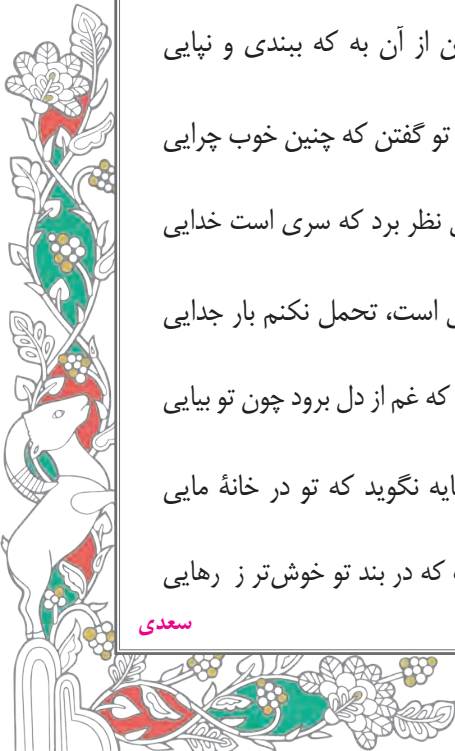 از آن به که ببندی و نپایی
تو گفتن که چنین خوب چرایی
نظر برد که سری است خدایی
است، تحمل نکنم بار جدایی
که غم از دل برود چون تو بیایی
نگوید که تو در خانهٔ مایی
که در بند تو خوش‌تر ز رهایی
سعدی